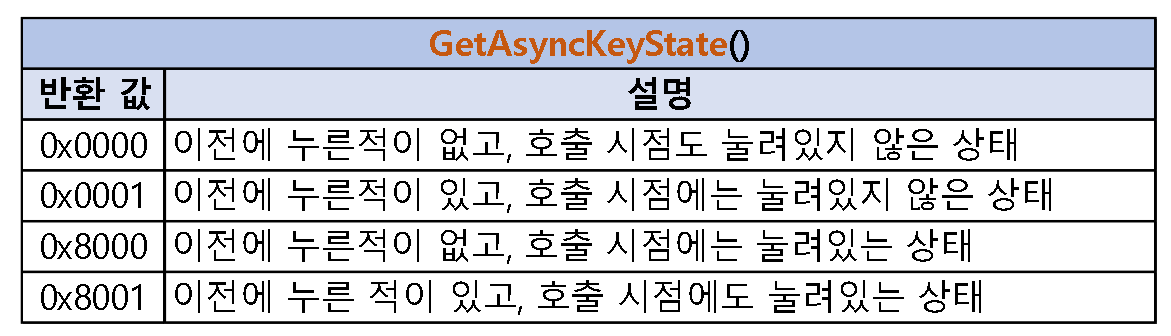 GetAsyncKeyState()
반환 값 설명
0x0000 이전에 누른적이 없고, 호출 시점도 눌려있지 않은 상태
0x0001 이전에 누른적이 있고, 호출 시점에는 눌려있지 않은 상태
0x8000 이전에 누른적이 없고, 호출 시점에는 눌려있는 상태
0x8001 이전에 누른 적이 있고, 호출 시점에도 눌려있는 상태